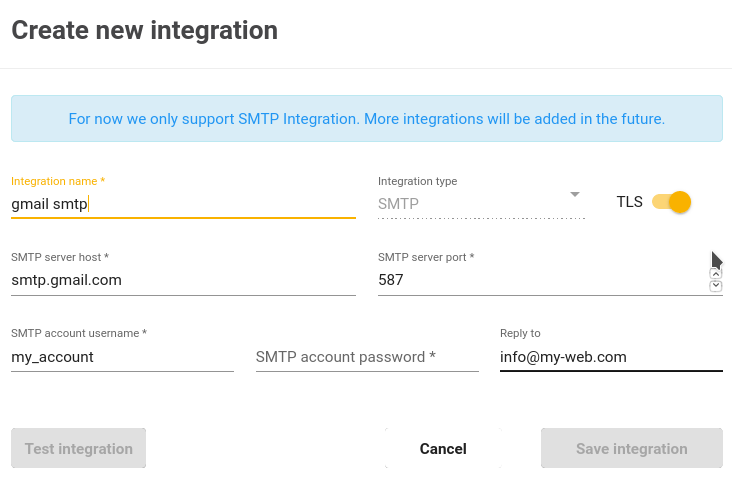 Create new integration
For now we only support SMTP Integration. More integrations will be added in the future.
Integration name *
gmail smtp
Integration type
SMTP
TLS
SMTP server host *
smtp.gmail.com
SMTP server port *
587
SMTP account username *
my_account
SMTP account password *
Reply to
info@my-web.com
Test integration
Cancel
Save integration